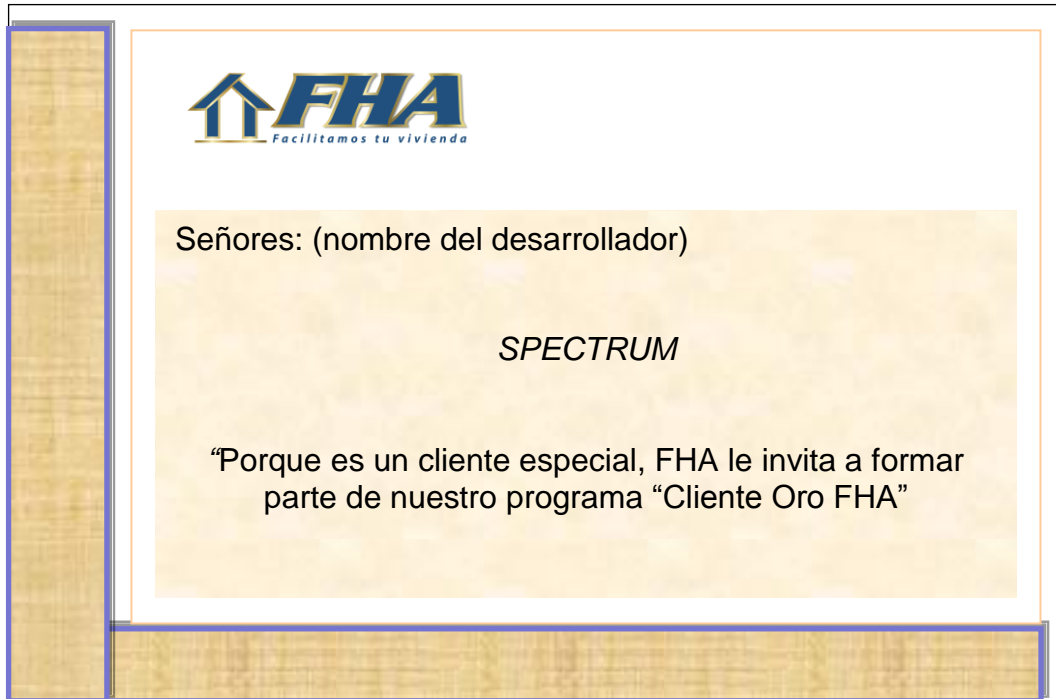 FHA
Facilitamos tu vivienda
Señores: (nombre del desarrollador)
SPECTRUM
“Porque es un cliente especial, FHA le invita a formar
parte de nuestro programa “Cliente Oro FHA”